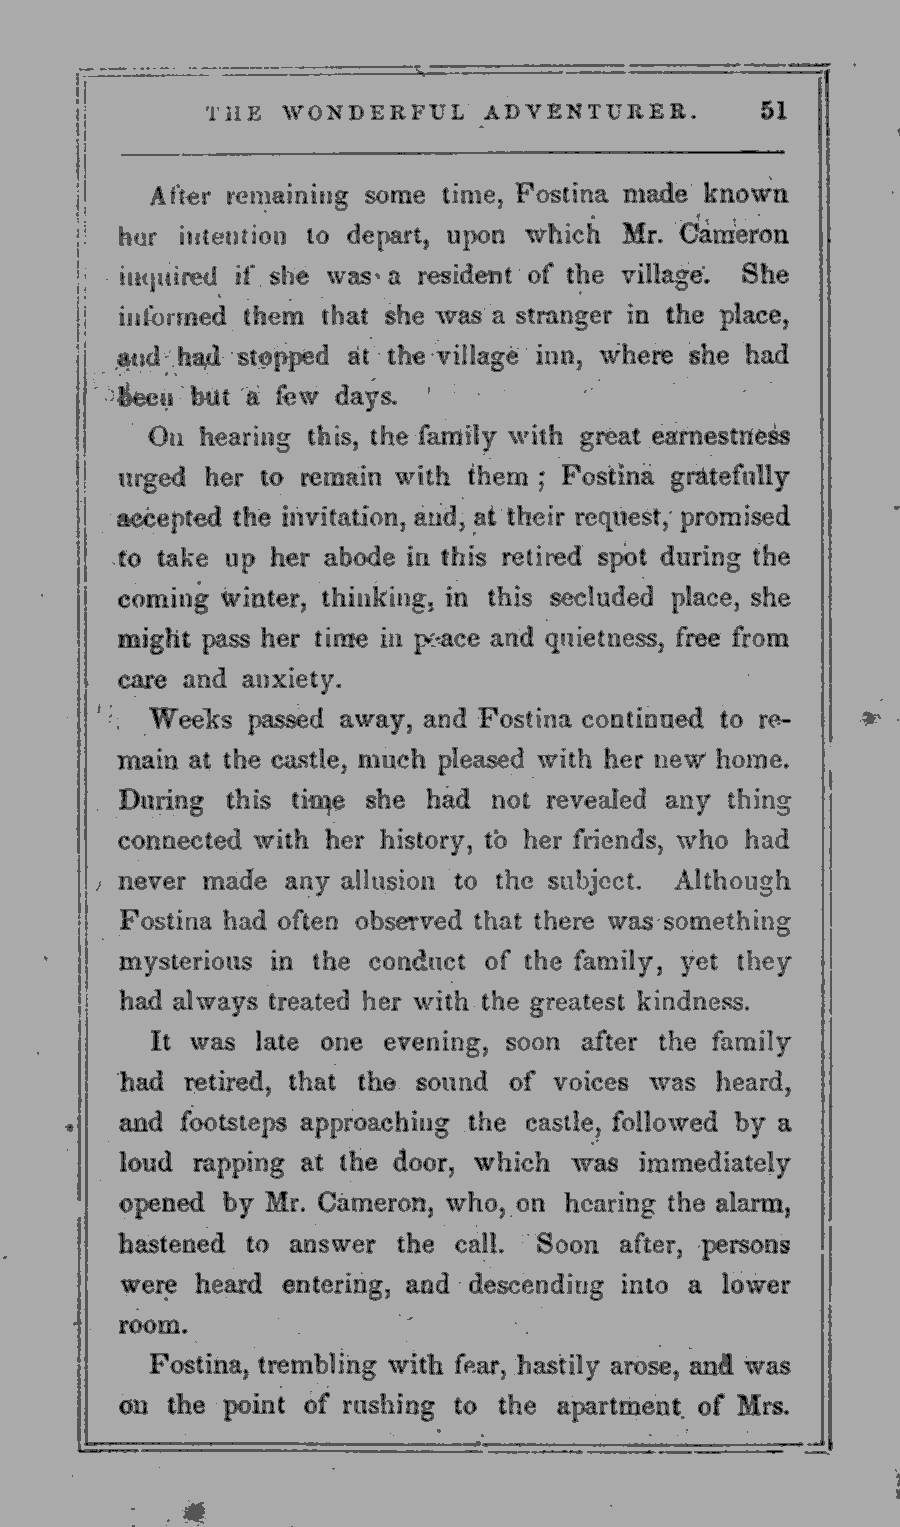 THE WONDERFUL ADVENTURER. 51
After remaining some time, Fostina made known
her intention to depart, upon which Mr. Cameron
inquired if she was a resident of the village. She
informed them that she was a stranger in the place,
and had stopped at the village inn, where she had
been but a few days.
On hearing this, the family with great earnestness
urged her to remain with them ; Fostina gratefully
accepted the invitation, and, at their request, promised
to take up her abode in this retired spot during the
coming winter, thinking, in this secluded place, she
might pass her time in peace and quietness, free from
care and anxiety.
Weeks passed away, and Fostina continued to re-
main at the castle, much pleased with her new home.
During this time she had not revealed any thing
connected with her history, to her friends, who had
never made any allusion to the subject. Although
Fostina had often observed that there was something
mysterious in the conduct of the family, yet they
had always treated her with the greatest kindness.
It was late one evening, soon after the family
had retired, that the sound of voices was heard,
and footsteps approaching the castle, followed by a
loud rapping at the door, which was immediately
opened by Mr. Cameron, who, on hearing the alarm,
hastened to answer the call. Soon after, persons
were heard entering, and descending into a lower
room.
Fostina, trembling with fear, hastily arose, and was
on the point of rushing to the apartment of Mrs.